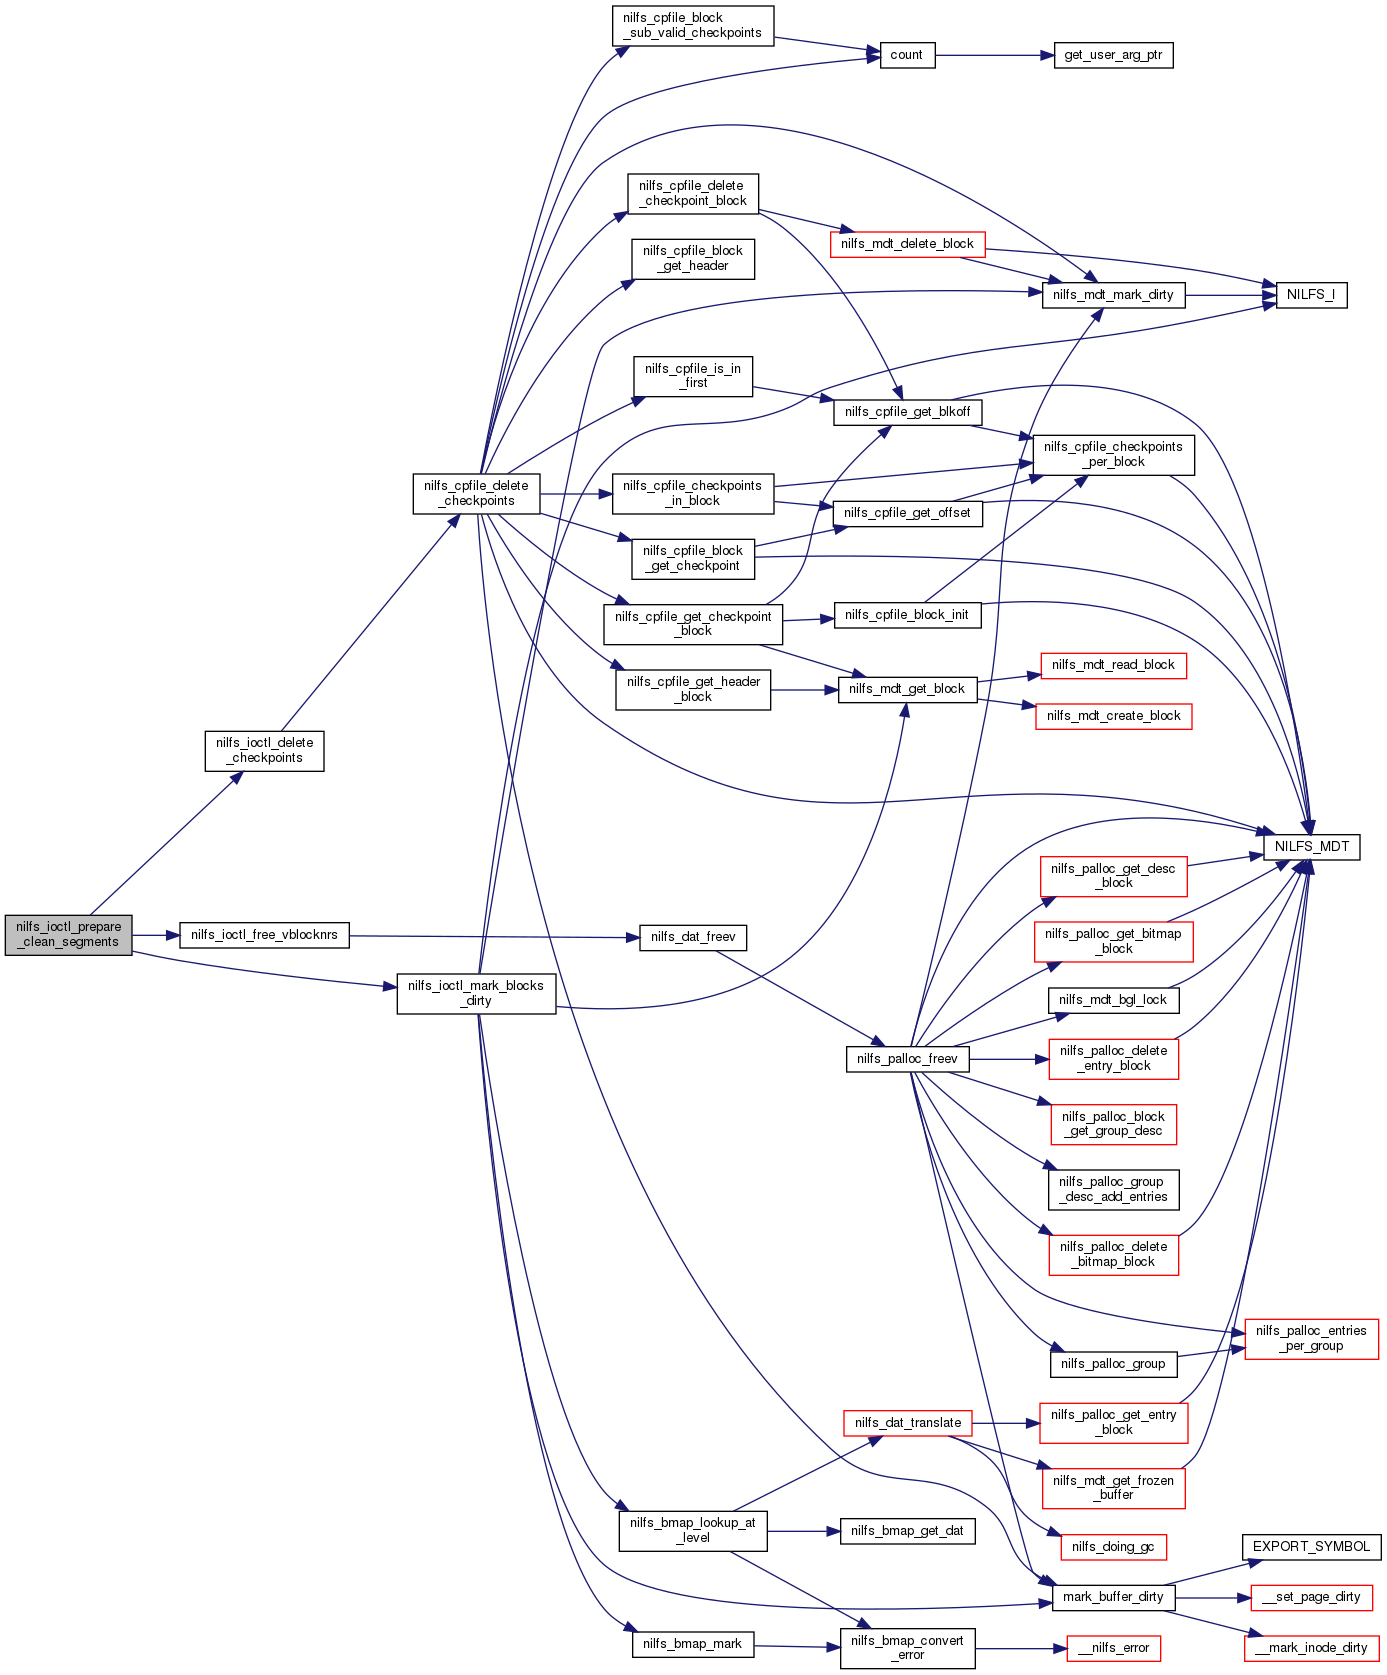 nilfs_cpfile_block
_sub_valid_checkpoints
count
get_user_arg_ptr
nilfs_cpfile_delete
_checkpoint_block
nilfs_mdt_delete_block
nilfs_cpfile_block
_get_header
nilfs_mdt_mark_dirty
NILFS_I
nilfs_cpfile_is_in
_first
nilfs_cpfile_get_blkoff
nilfs_cpfile_checkpoints
_per_block
nilfs_cpfile_delete
_checkpoints
nilfs_cpfile_checkpoints
_in_block
nilfs_cpfile_get_offset
nilfs_cpfile_block
_get_checkpoint
nilfs_cpfile_get_checkpoint
_block
nilfs_cpfile_block_init
nilfs_cpfile_get_header
_block
nilfs_mdt_get_block
nilfs_mdt_read_block
nilfs_mdt_create_block
nilfs_ioctl_delete
_checkpoints
NILFS_MDT
nilfs_palloc_get_desc
_block
nilfs_ioctl_prepare
_clean_segments
nilfs_ioctl_free_vblocknrs
nilfs_dat_freev
nilfs_palloc_get_bitmap
_block
nilfs_ioctl_mark_blocks
_dirty
nilfs_mdt_bgl_lock
nilfs_palloc_freev
nilfs_palloc_delete
_entry_block
nilfs_palloc_block
_get_group_desc
nilfs_palloc_group
_desc_add_entries
nilfs_palloc_delete
_bitmap_block
nilfs_palloc_entries
_per_group
nilfs_palloc_group
nilfs_dat_translate
nilfs_palloc_get_entry
_block
nilfs_mdt_get_frozen
_buffer
nilfs_bmap_lookup_at
_level
nilfs_bmap_get_dat
nilfs_doing_gc
EXPORT_SYMBOL
mark_buffer_dirty
__set_page_dirty
nilfs_bmap_mark
nilfs_bmap_convert
_error
__nilfs_error
__mark_inode_dirty